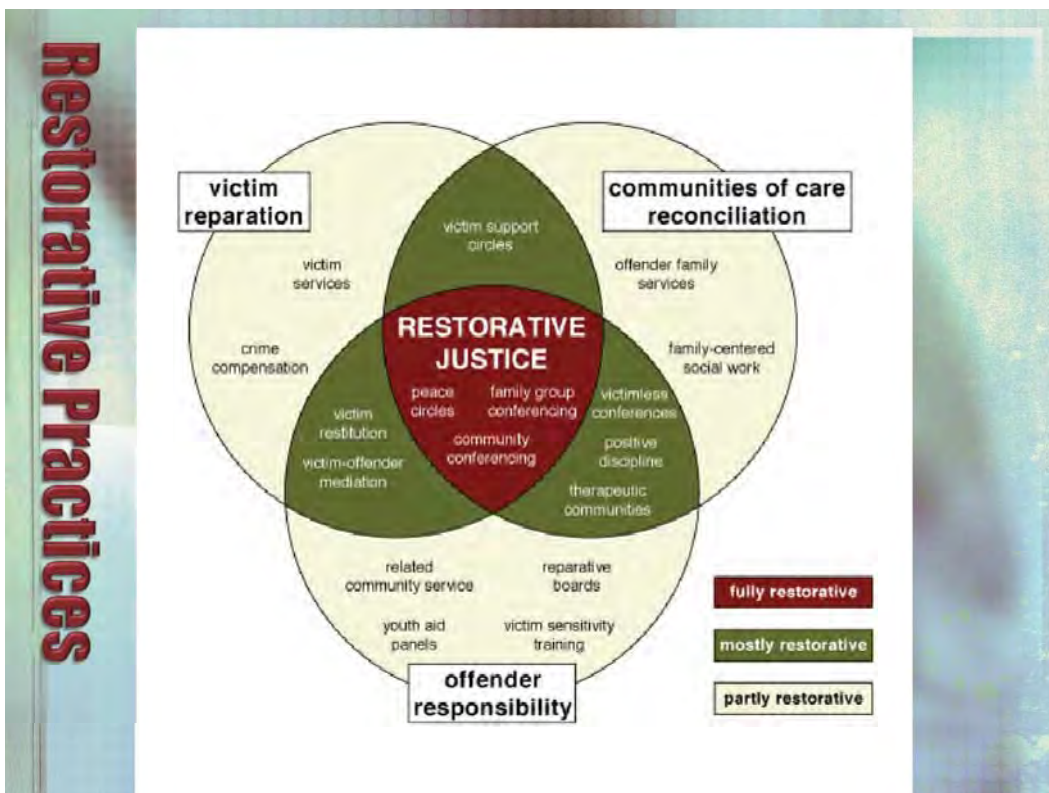 Restorative Practices
victim
reparation
communities of care
reconciliation
victim support
circles
victim
services
offender family
services
crime
compensation
RESTORATIVE
JUSTICE
family-centered
social work
peace
circles
family group
conferencing
victimless
conferences
victim
restitution
community
conferencing
positive
discipline
victim-offender
mediation
therapeutic
communities
related
community service
reparative
boards
youth aid
panels
victim sensitivity
training
offender
responsibility
fully restorative
mostly restorative
partly restorative